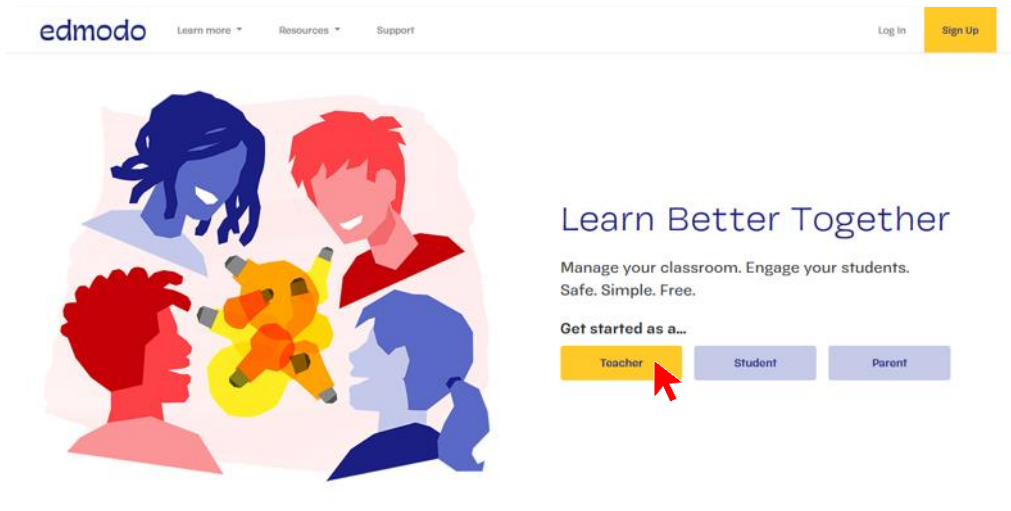 edmodo
Learn more
Resources
Support
Log In
Sign Up
Learn Better Together
Manage your classroom. Engage your students.
Safe. Simple. Free.
Get started as a...
Teacher
Student
Parent